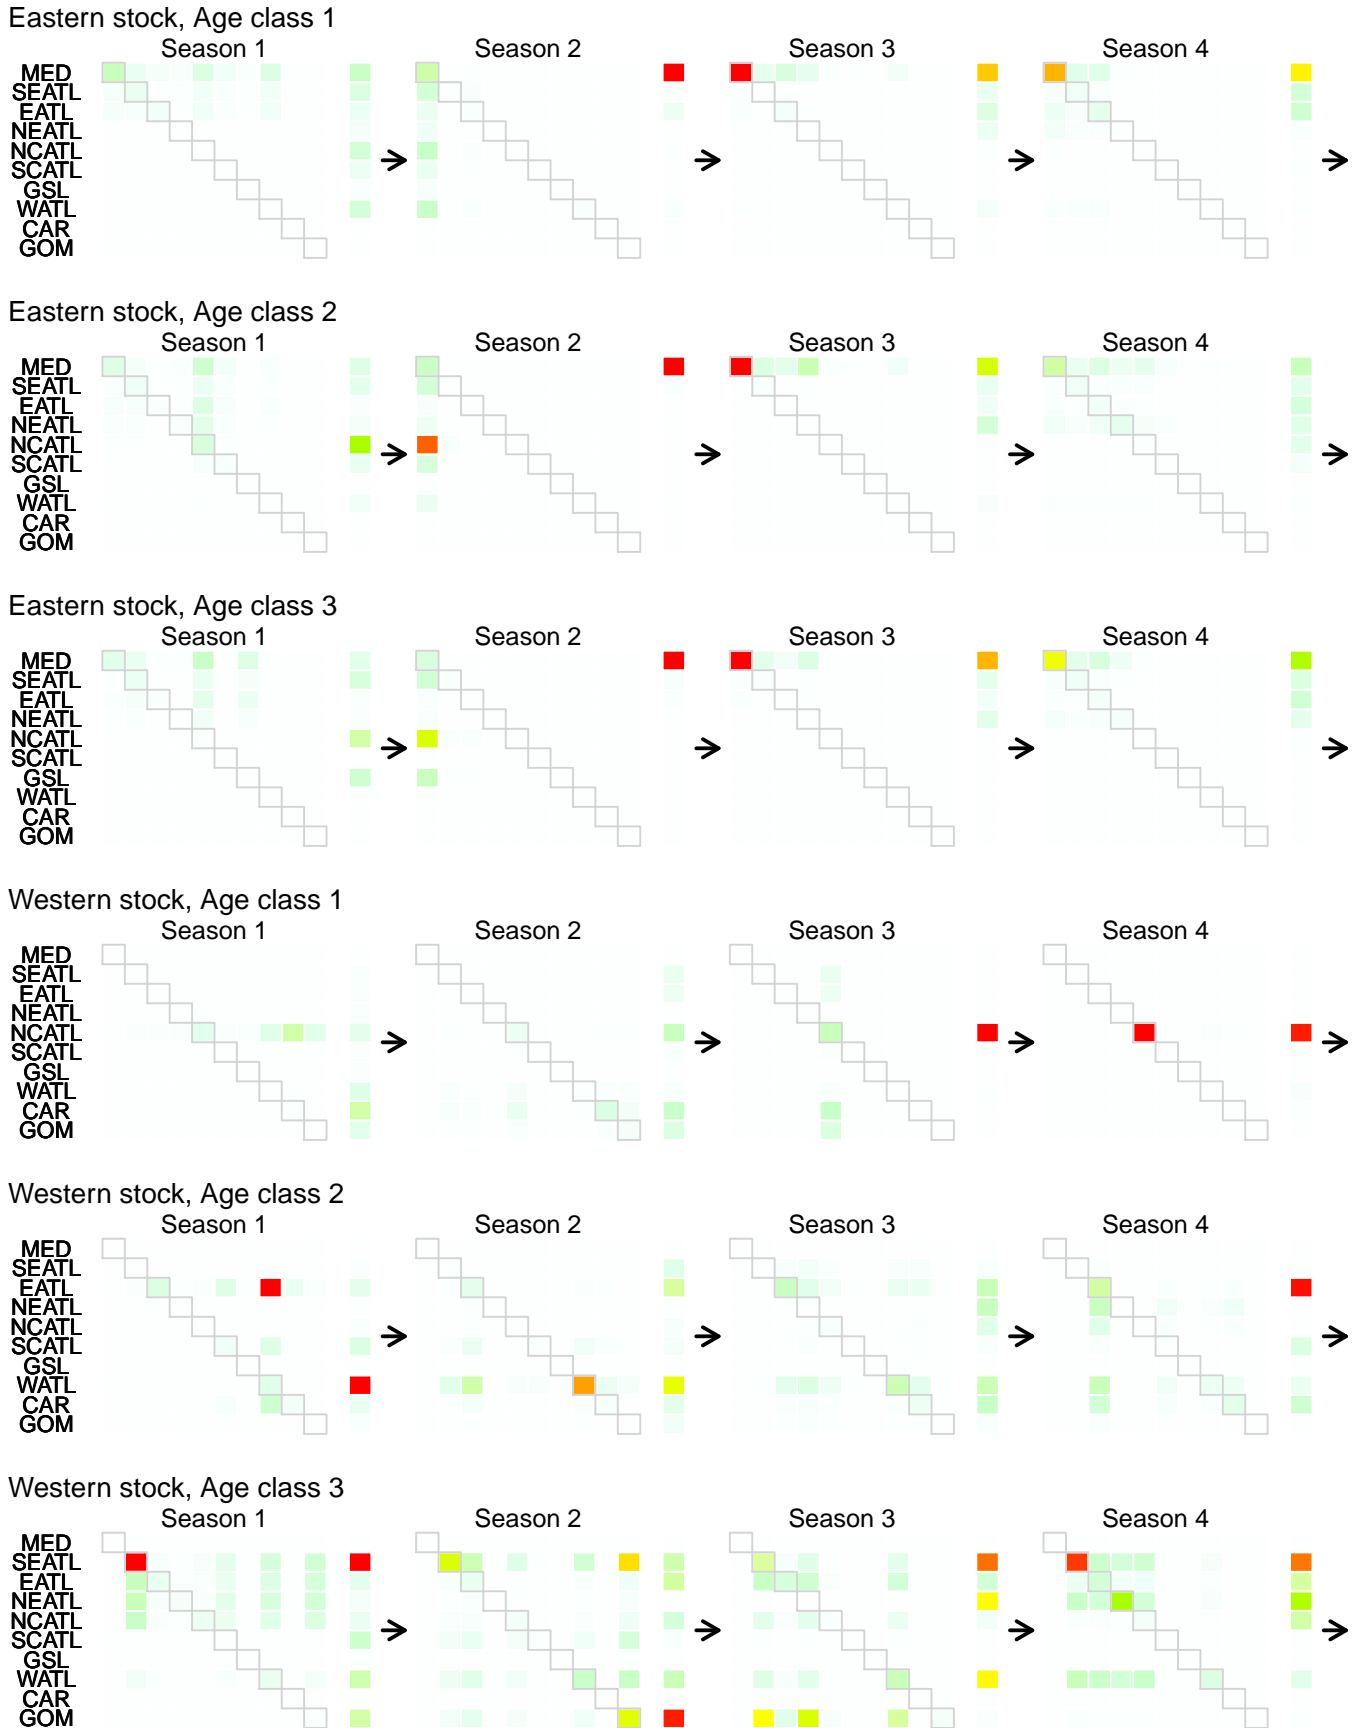 Eastern stock, Age class 1
Season 1 Season 2 Season 3 Season 4
MED
SEATL
EATL
NEATL
NCATL
SCATL
GSL
WATL
CAR
GOM
Eastern stock, Age class 2
Season 1 Season 2 Season 3 Season 4
MED
SEATL
EATL
NEATL
NCATL
SCATL
GSL
WATL
CAR
GOM
Eastern stock, Age class 3
Season 1 Season 2 Season 3 Season 4
MED
SEATL
EATL
NEATL
NCATL
SCATL
GSL
WATL
CAR
GOM
Western stock, Age class 1
Season 1 Season 2 Season 3 Season 4
MED
SEATL
EATL
NEATL
NCATL
SCATL
GSL
WATL
CAR
GOM
Western stock, Age class 2
Season 1 Season 2 Season 3 Season 4
MED
SEATL
EATL
NEATL
NCATL
SCATL
GSL
WATL
CAR
GOM
Western stock, Age class 3
Season 1 Season 2 Season 3 Season 4
MED
SEATL
EATL
NEATL
NCATL
SCATL
GSL
WATL
CAR
GOM